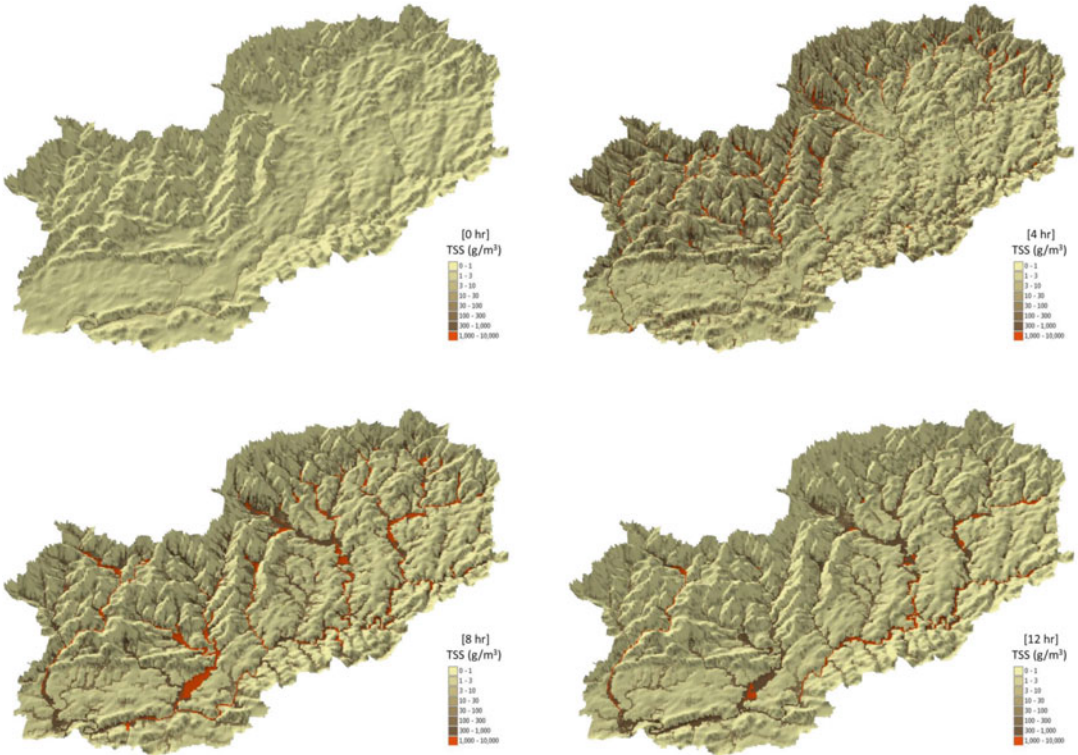 [0 hr]
TSS (g/m³)
0 - 1
1 - 3
3 - 10
10 - 30
30 - 100
100 - 300
300 - 1,000
1,000 - 10,000
[4 hr]
TSS (g/m³)
0 - 1
1 - 3
3 - 10
10 - 30
30 - 100
100 - 300
300 - 1,000
1,000 - 10,000
[8 hr]
TSS (g/m³)
0 - 1
1 - 3
3 - 10
10 - 30
30 - 100
100 - 300
300 - 1,000
1,000 - 10,000
[12 hr]
TSS (g/m³)
0 - 1
1 - 3
3 - 10
10 - 30
30 - 100
100 - 300
300 - 1,000
1,000 - 10,000